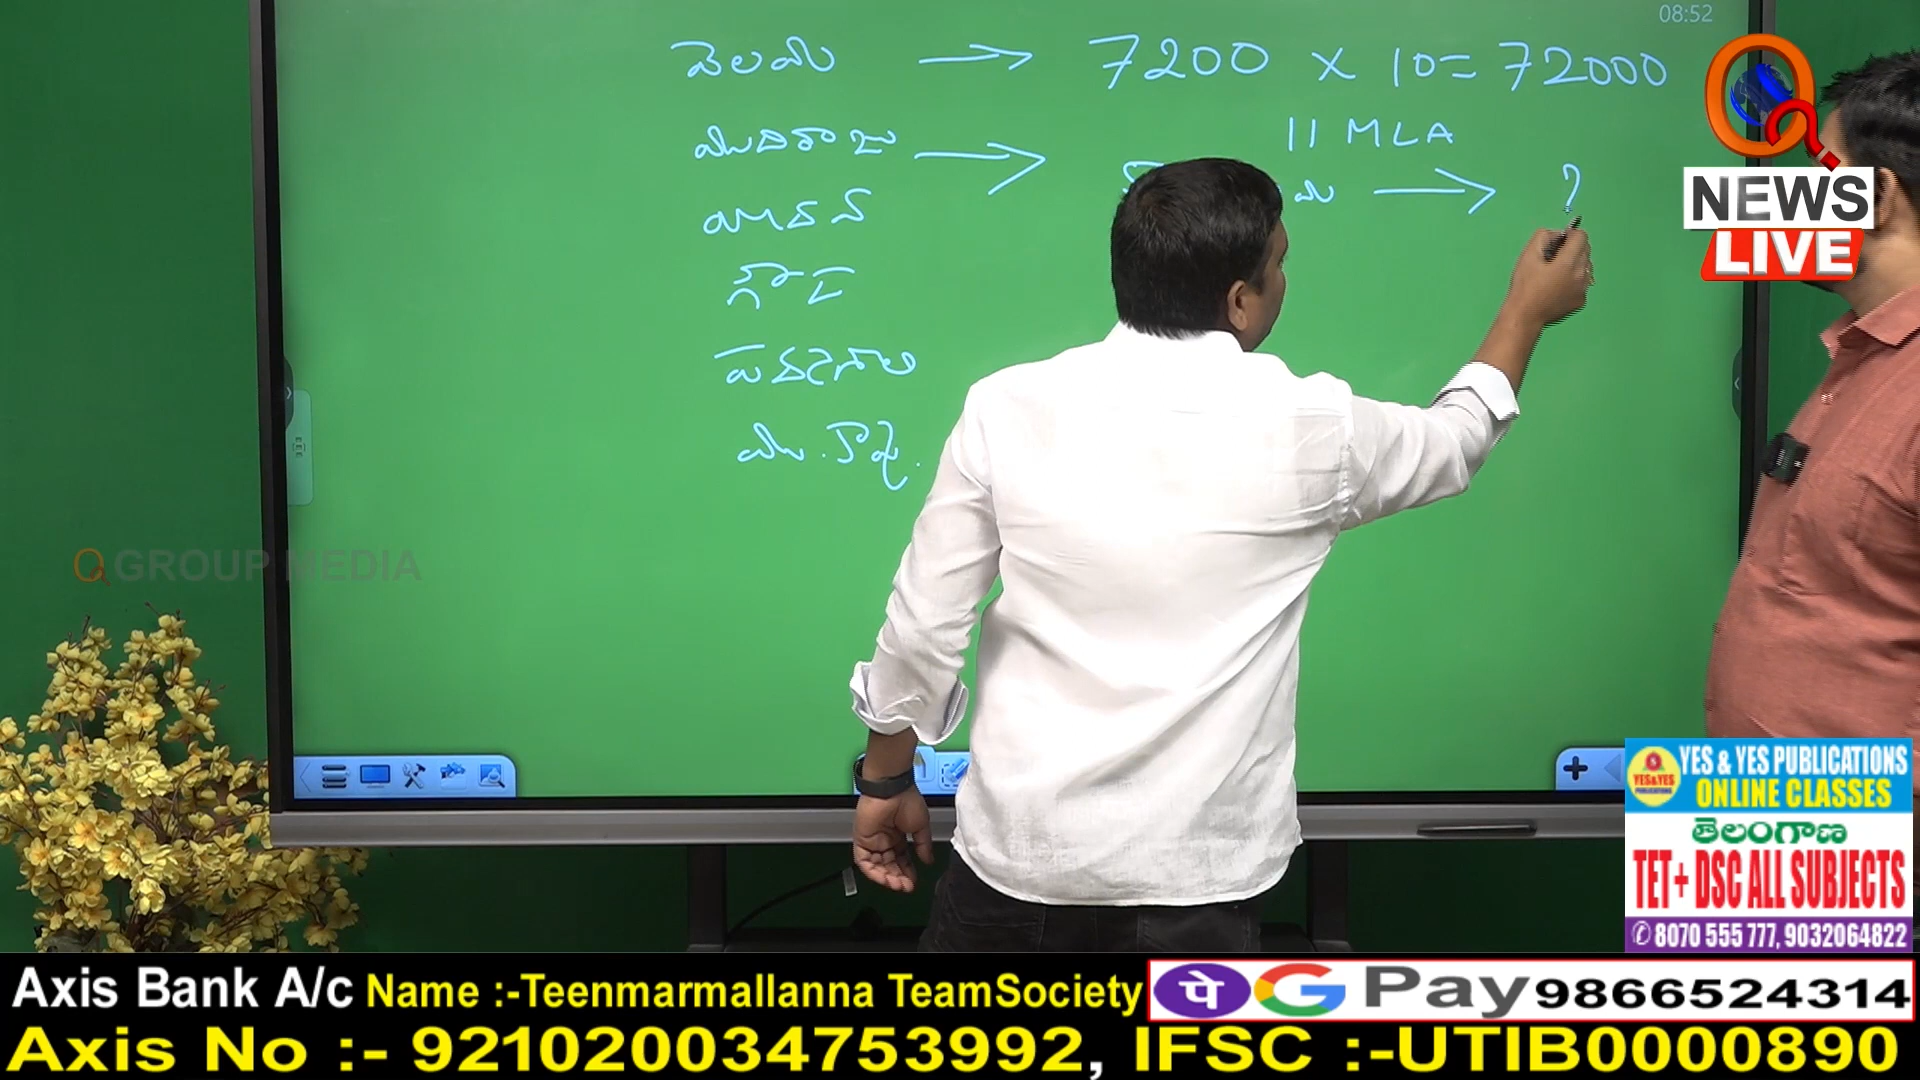 08:52
వెలమ → 7200 × 10 = 72000
11 MLA
ముదిరాజు →
మ → ?
యాదవ
గౌడ
పద్మశాలి
ము. కాపు.
Q
NEWS
LIVE
Q GROUP MEDIA
YES & YES PUBLICATIONS
ONLINE CLASSES
తెలంగాణ
TET+ DSC ALL SUBJECTS
✆ 8070 555 777, 9032064822
Axis Bank A/c Name :-Teenmarmallanna TeamSociety
पे G Pay 9866524314
Axis No :- 921020034753992, IFSC :-UTIB0000890